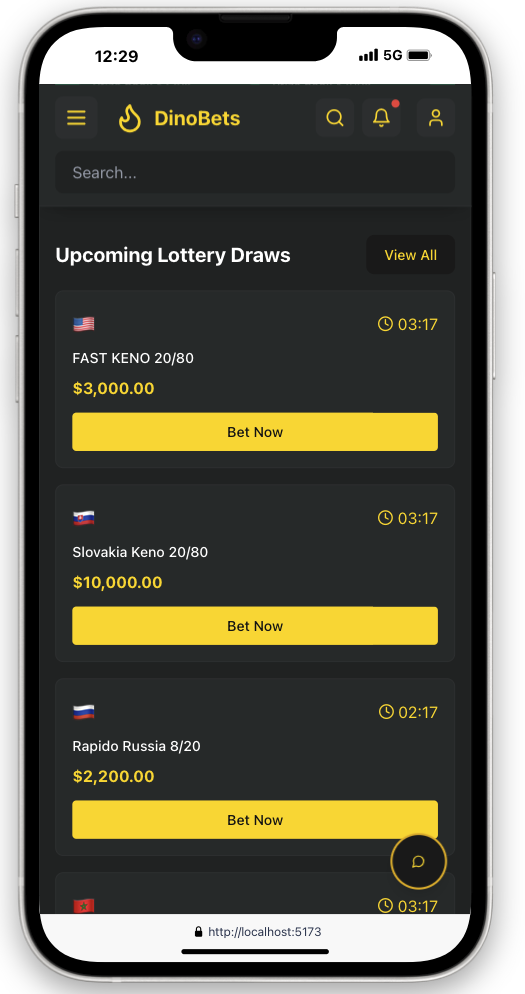 12:29 5G
DinoBets
Search...
Upcoming Lottery Draws View All
03:17
FAST KENO 20/80
$3,000.00
Bet Now
03:17
Slovakia Keno 20/80
$10,000.00
Bet Now
02:17
Rapido Russia 8/20
$2,200.00
Bet Now
03:17
http://localhost:5173